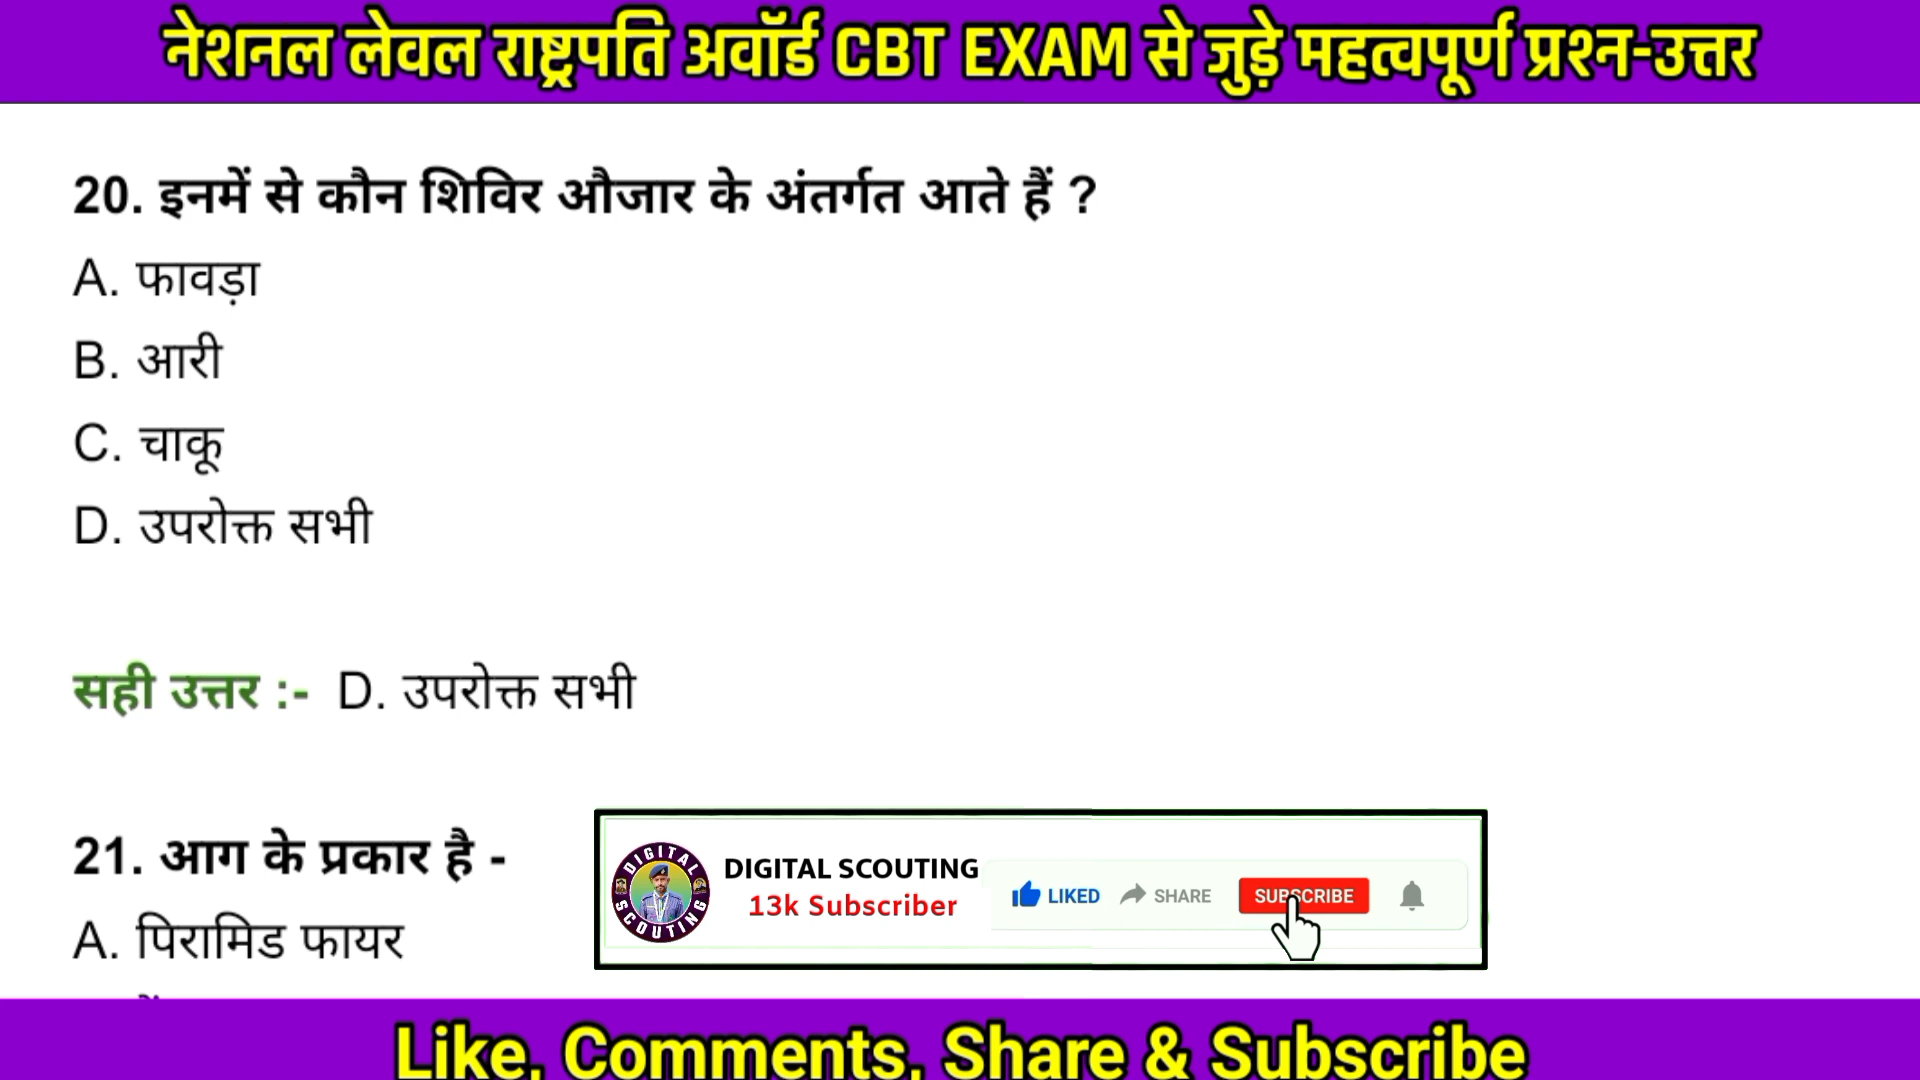 नेशनल लेवल राष्ट्रपति अवॉर्ड CBT EXAM से जुड़े महत्वपूर्ण प्रश्न-उत्तर
20. इनमें से कौन शिविर औजार के अंतर्गत आते हैं ?
A. फावड़ा
B. आरी
C. चाकू
D. उपरोक्त सभी
सही उत्तर :- D. उपरोक्त सभी
21. आग के प्रकार है -
A. पिरामिड फायर
DIGITAL SCOUTING
DIGITAL SCOUTING
13k Subscriber
LIKED SHARE SUBSCRIBE
Like, Comments, Share & Subscribe